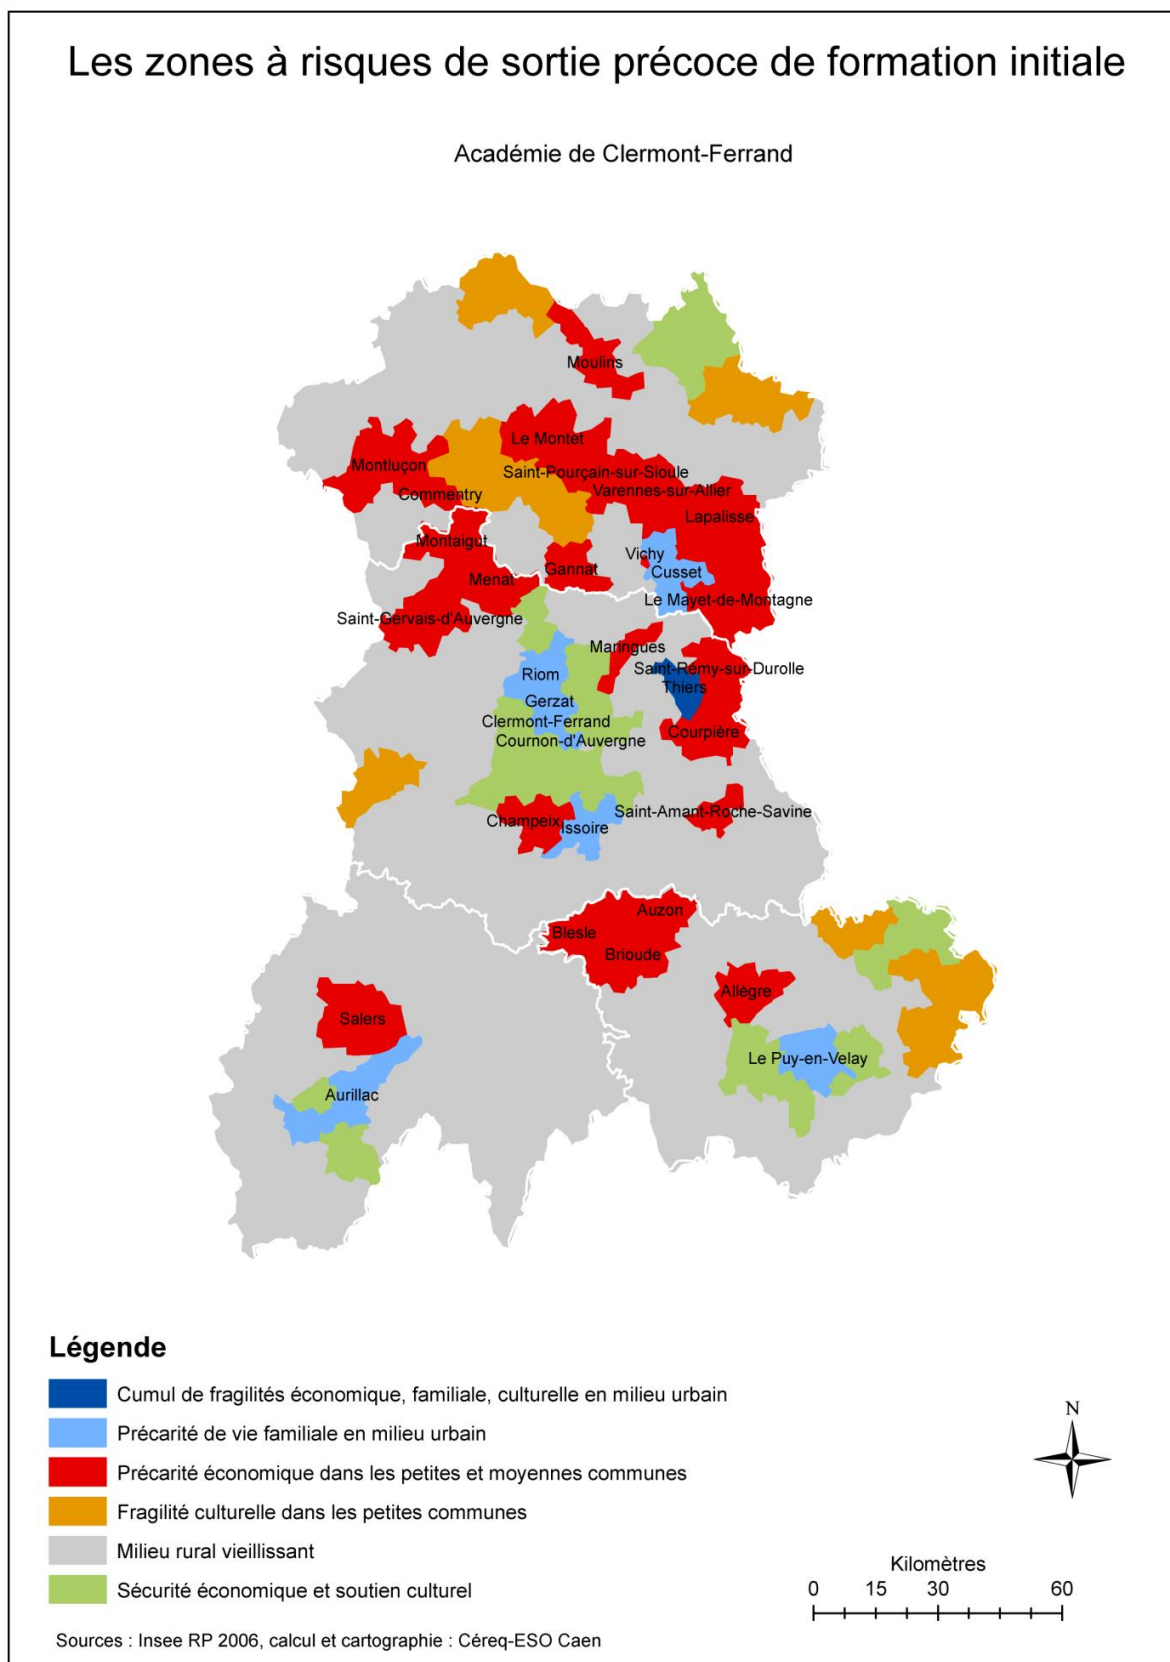 Les zones à risques de sortie précoce de formation initiale
Académie de Clermont-Ferrand
Moulins
Le Montet
Montluçon
Saint-Pourçain-sur-Sioule
Commentry
Varennes-sur-Allier
Lapalisse
Montaigut
Vichy
Gannat
Cusset
Menat
Le Mayet-de-Montagne
Saint-Gervais-d'Auvergne
Maringues
Saint-Rémy-sur-Durolle
Riom
Thiers
Gerzat
Clermont-Ferrand
Courpière
Cournon-d'Auvergne
Saint-Amant-Roche-Savine
Champeix
Issoire
Auzon
Blesle
Brioude
Allègre
Salers
Le Puy-en-Velay
Aurillac
Légende
Cumul de fragilités économique, familiale, culturelle en milieu urbain
Précarité de vie familiale en milieu urbain
Précarité économique dans les petites et moyennes communes
Fragilité culturelle dans les petites communes
Milieu rural vieillissant
Sécurité économique et soutien culturel
N
Kilomètres
0 15 30 60
Sources : Insee RP 2006, calcul et cartographie : Céreq-ESO Caen